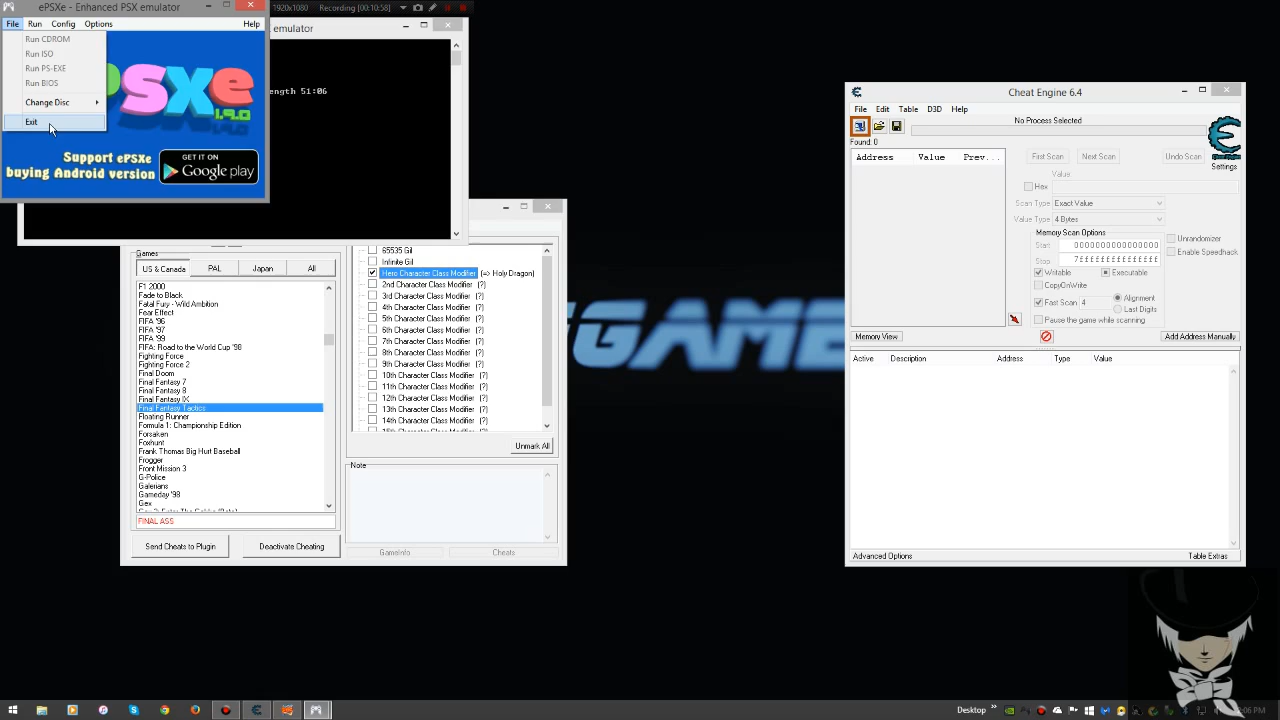 ePSXe - Enhanced PSX emulator
File Run Config Options Help
Run CDROM
Run ISO
Run PS-EXE
Run BIOS
Change Disc
Exit
PSXe
1.9.0
Support ePSXe
buying Android version
GET IT ON
Google play
1920x1080 Recording [10:58]
emulator
ength 51:06
Games
US & Canada PAL Japan All
F1 2000
Fade to Black
Fatal Fury - Wild Ambition
Fear Effect
FIFA '96
FIFA '97
FIFA '99
FIFA: Road to the World Cup '98
Fighting Force
Fighting Force 2
Final Doom
Final Fantasy 7
Final Fantasy 8
Final Fantasy IX
Final Fantasy Tactics
Floating Runner
Formula 1: Championship Edition
Forsaken
Foxhunt
Frank Thomas Big Hurt Baseball
Frogger
Front Mission 3
G-Police
Galerians
Gameday '98
Gex
FINAL ASS
Send Cheats to Plugin Deactivate Cheating
65535 Gil
Infinite Gil
Hero Character Class Modifier (=> Holy Dragon)
2nd Character Class Modifier (?)
3rd Character Class Modifier (?)
4th Character Class Modifier (?)
5th Character Class Modifier (?)
6th Character Class Modifier (?)
7th Character Class Modifier (?)
8th Character Class Modifier (?)
9th Character Class Modifier (?)
10th Character Class Modifier (?)
11th Character Class Modifier (?)
12th Character Class Modifier (?)
13th Character Class Modifier (?)
14th Character Class Modifier (?)
15th Character Class Modifier (?)
Unmark All
Note
GameInfo Cheats
GAME
Cheat Engine 6.4
File Edit Table D3D Help
No Process Selected
Found: 0
Address Value Prev...
First Scan Next Scan Undo Scan
Settings
Value:
Hex
Scan Type Exact Value
Value Type 4 Bytes
Memory Scan Options
Start
Stop
Unrandomizer
Enable Speedhack
Writable Executable
CopyOnWrite
Fast Scan 4 Alignment
Last Digits
Pause the game while scanning
Memory View Add Address Manually
Active Description Address Type Value
Advanced Options Table Extras
Desktop